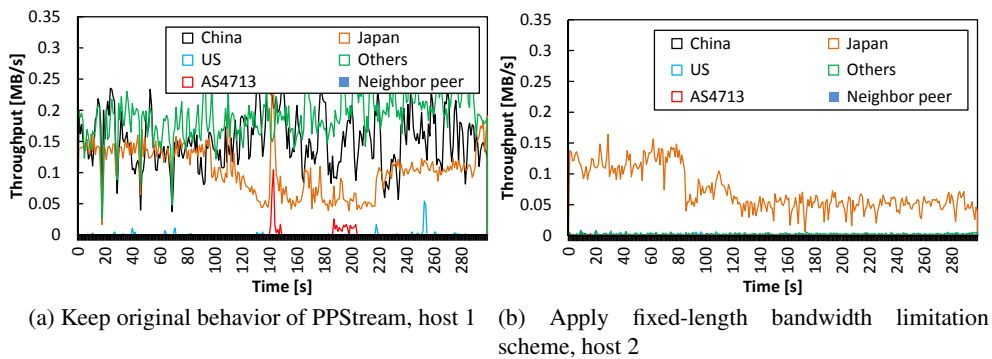 0.35
0.3
0.25
0.2
0.15
0.1
0.05
0
Throughput [MB/s]
China Japan
US Others
AS4713 Neighbor peer
0 20 40 60 80 100 120 140 160 180 200 220 240 260 280
Time [s]
(a) Keep original behavior of PPStream, host 1
0.35
0.3
0.25
0.2
0.15
0.1
0.05
0
Throughput [MB/s]
China Japan
US Others
AS4713 Neighbor peer
0 20 40 60 80 100 120 140 160 180 200 220 240 260 280
Time [s]
(b) Apply fixed-length bandwidth limitation
scheme, host 2